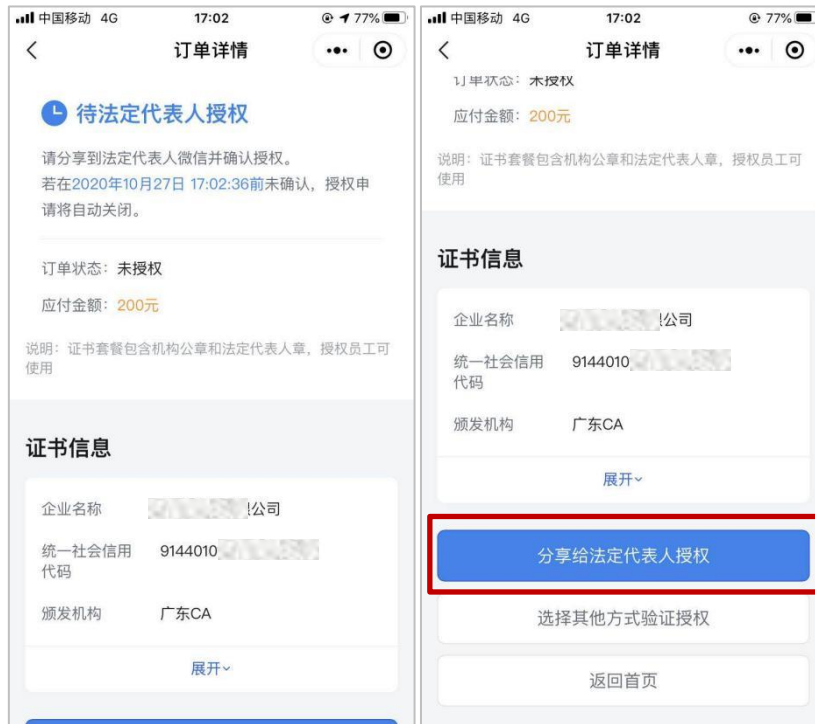 中国移动 4G 17:02 77%
订单详情
待法定代表人授权
请分享到法定代表人微信并确认授权。
若在2020年10月27日 17:02:36前未确认，授权申
请将自动关闭。
订单状态：未授权
应付金额：200元
说明：证书套餐包含机构公章和法定代表人章，授权员工可
使用
证书信息
企业名称 公司
统一社会信用 9144010
代码
颁发机构 广东CA
展开
中国移动 4G 17:02 77%
订单详情
订单状态：未授权
应付金额：200元
说明：证书套餐包含机构公章和法定代表人章，授权员工可
使用
证书信息
企业名称 公司
统一社会信用 9144010
代码
颁发机构 广东CA
展开
分享给法定代表人授权
选择其他方式验证授权
返回首页